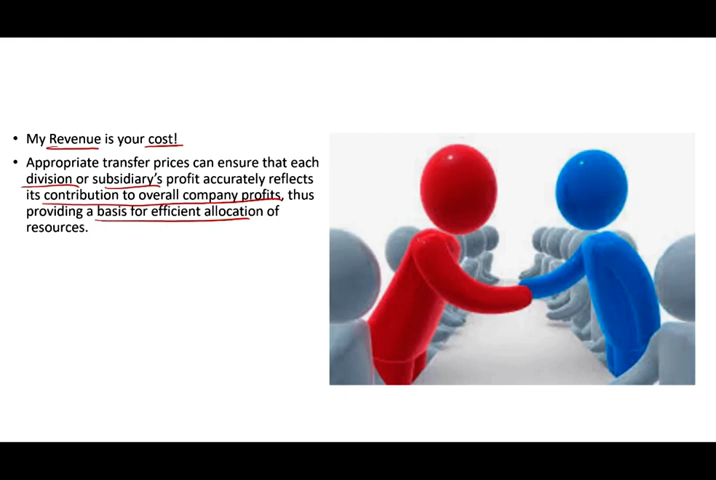 • My Revenue is your cost!
• Appropriate transfer prices can ensure that each
division or subsidiary's profit accurately reflects
its contribution to overall company profits, thus
providing a basis for efficient allocation of
resources.